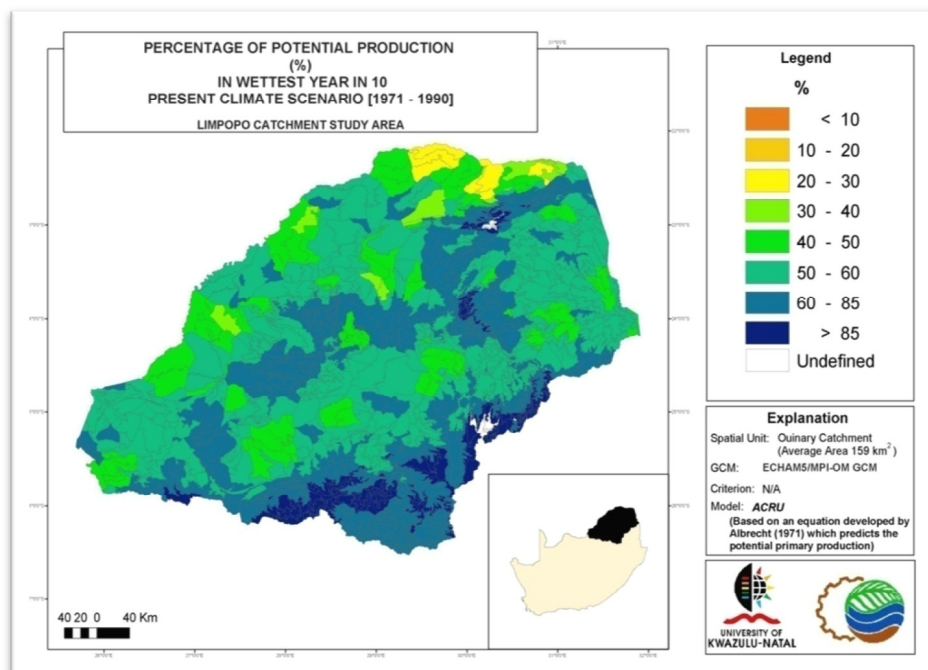 PERCENTAGE OF POTENTIAL PRODUCTION
(%)
IN WETTEST YEAR IN 10
PRESENT CLIMATE SCENARIO [1971 - 1990]
LIMPOPO CATCHMENT STUDY AREA
Legend
%
< 10
10 - 20
20 - 30
30 - 40
40 - 50
50 - 60
60 - 85
> 85
Undefined
Explanation
Spatial Unit: Quinary Catchment
(Average Area 159 km²)
GCM: ECHAM5/MPI-OM GCM
Criterion: N/A
Model: ACRU
(Based on an equation developed by
Albrecht (1971) which predicts the
potential primary production)
40 20 0 40 Km
UNIVERSITY OF
KWAZULU-NATAL